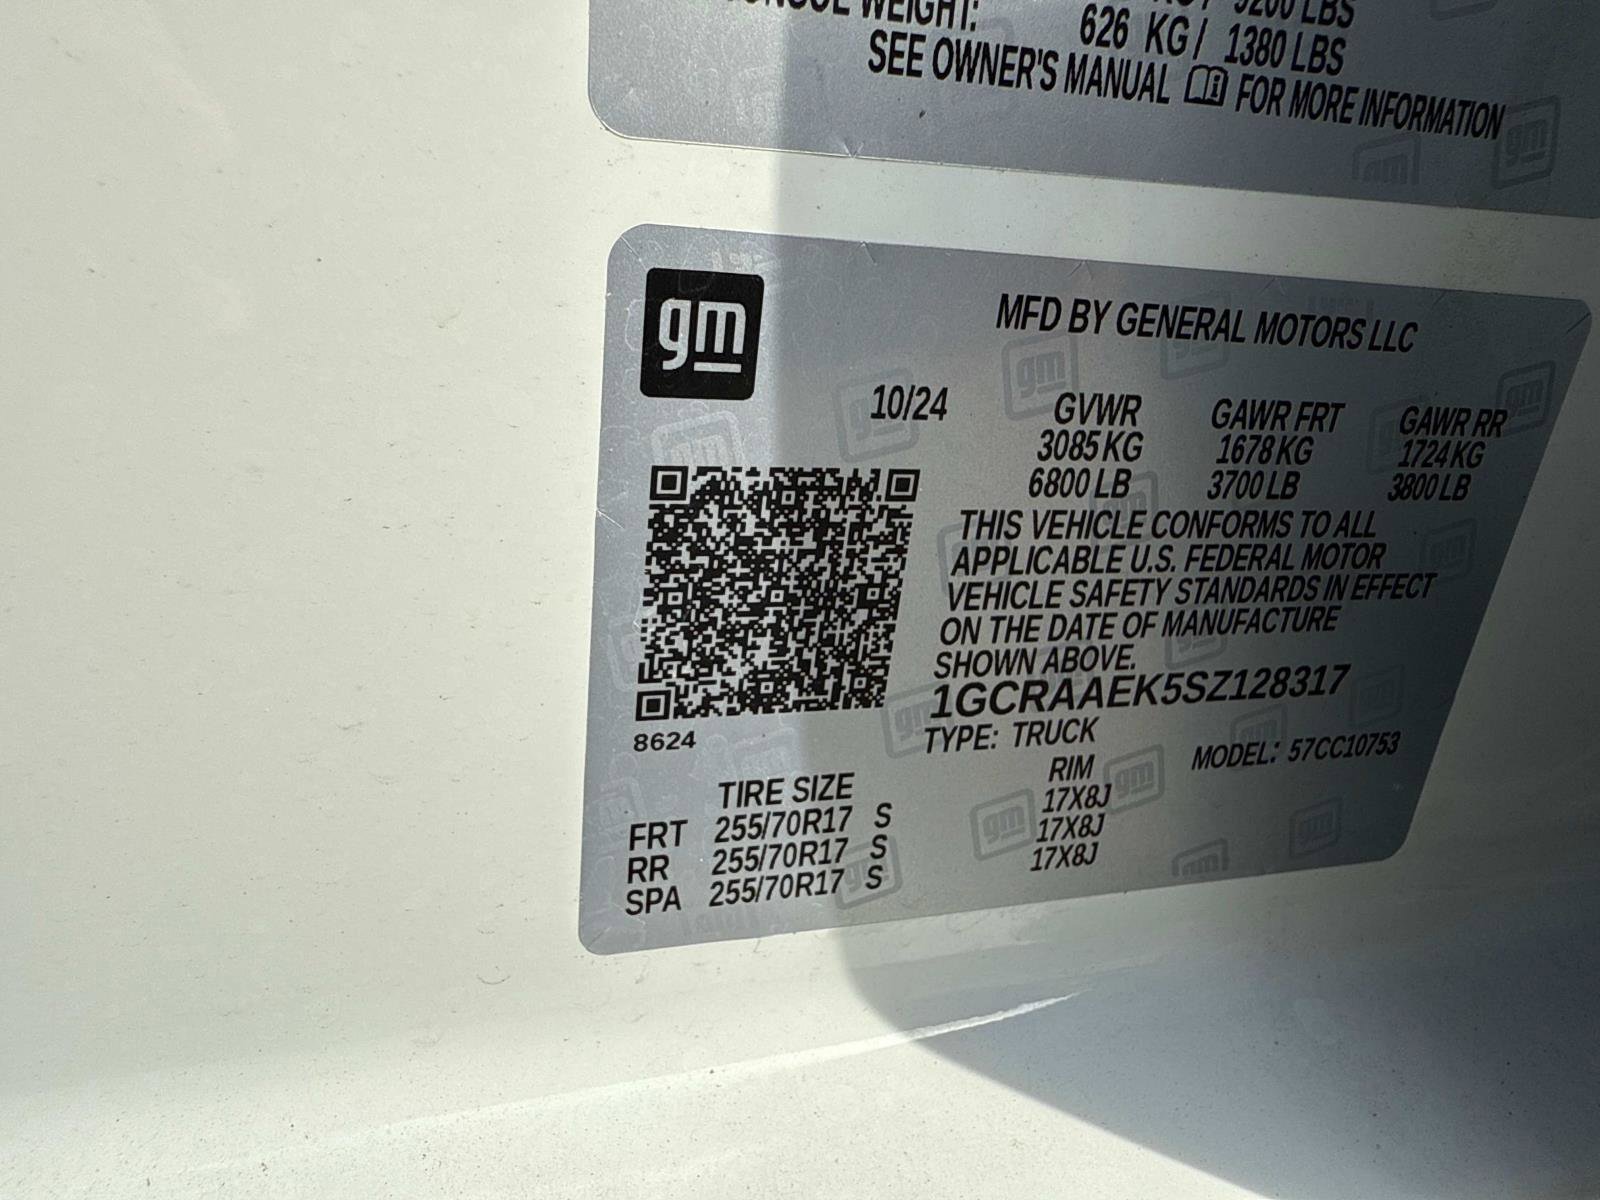 WEIGHT: 626 KG / 1380 LBS
SEE OWNER'S MANUAL FOR MORE INFORMATION
gm
MFD BY GENERAL MOTORS LLC
10/24 GVWR GAWR FRT GAWR RR
3085 KG 1678 KG 1724 KG
6800 LB 3700 LB 3800 LB
THIS VEHICLE CONFORMS TO ALL
APPLICABLE U.S. FEDERAL MOTOR
VEHICLE SAFETY STANDARDS IN EFFECT
ON THE DATE OF MANUFACTURE
SHOWN ABOVE.
1GCRAAEK5SZ128317
8624
TYPE: TRUCK MODEL: 57CC10753
TIRE SIZE RIM
FRT 255/70R17 S 17X8J
RR 255/70R17 S 17X8J
SPA 255/70R17 S 17X8J